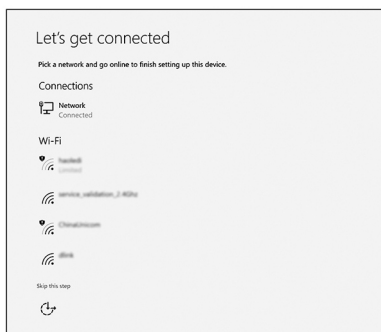 Let's get connected
Pick a network and go online to finish setting up this device.
Connections
Network
Connected
Wi-Fi
Limited
service_validation_2.4Ghz
ChinaUnicom
dlink
Skip this step